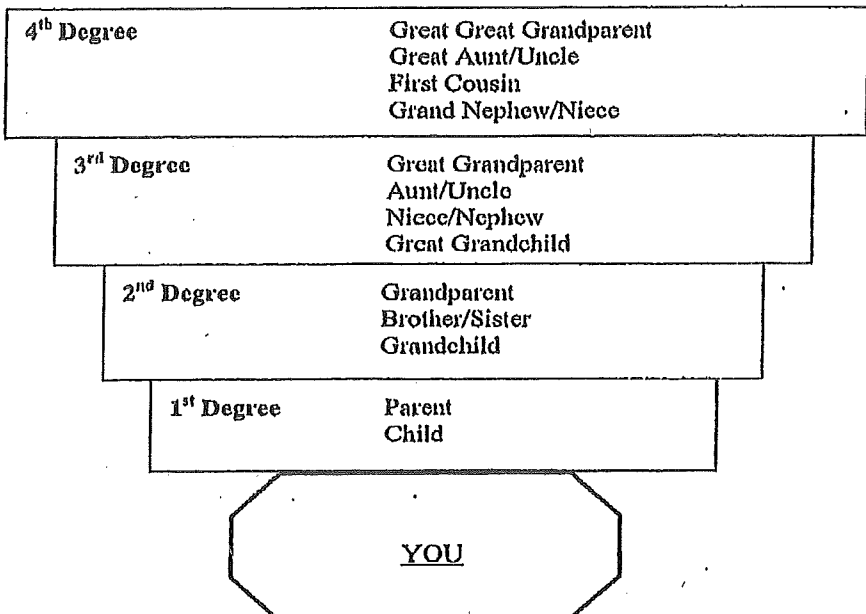 4th Degree Great Great Grandparent
Great Aunt/Uncle
First Cousin
Grand Nephew/Niece
3rd Degree Great Grandparent
Aunt/Uncle
Niece/Nephew
Great Grandchild
2nd Degree Grandparent
Brother/Sister
Grandchild
1st Degree Parent
Child
YOU